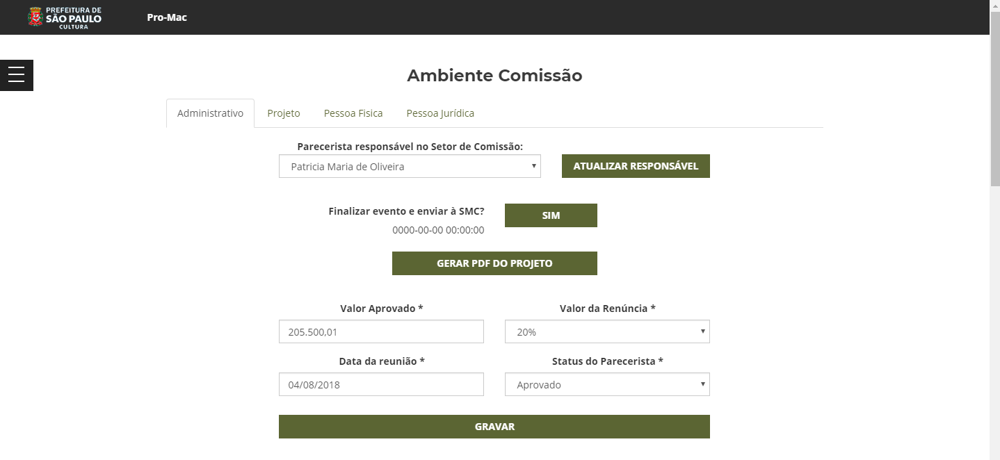 PREFEITURA DE
SÃO PAULO
CULTURA
Pro-Mac
Ambiente Comissão
Administrativo Projeto Pessoa Fisica Pessoa Jurídica
Parecerista responsável no Setor de Comissão:
Patricia Maria de Oliveira ATUALIZAR RESPONSÁVEL
Finalizar evento e enviar à SMC? SIM
0000-00-00 00:00:00
GERAR PDF DO PROJETO
Valor Aprovado * Valor da Renúncia *
205.500,01 20%
Data da reunião * Status do Parecerista *
04/08/2018 Aprovado
GRAVAR